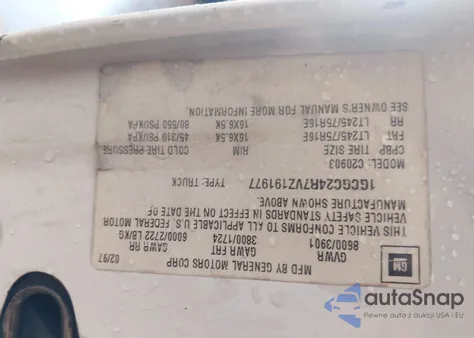 GM
MFD BY GENERAL MOTORS CORP 02/97
GVWR GAWR FRT GAWR RR
8600/3901 3800/1724 6000/2722 LB/KG
THIS VEHICLE CONFORMS TO ALL APPLICABLE U.S. FEDERAL MOTOR
VEHICLE SAFETY STANDARDS IN EFFECT ON THE DATE OF
MANUFACTURE SHOWN ABOVE.
1GCGC24R7VZ191977 TYPE: TRUCK
C20903
CPBP TIRE SIZE RIM COLD TIRE PRESSURE
FRT LT245/75R16E 16X6.5K 45/310 PSI/KPA
RR LT245/75R16E 16X6.5K 80/550 PSI/KPA
SEE OWNER'S MANUAL FOR MORE INFORMATION.
autoSnap
Pewne auta z aukcji USA i EU